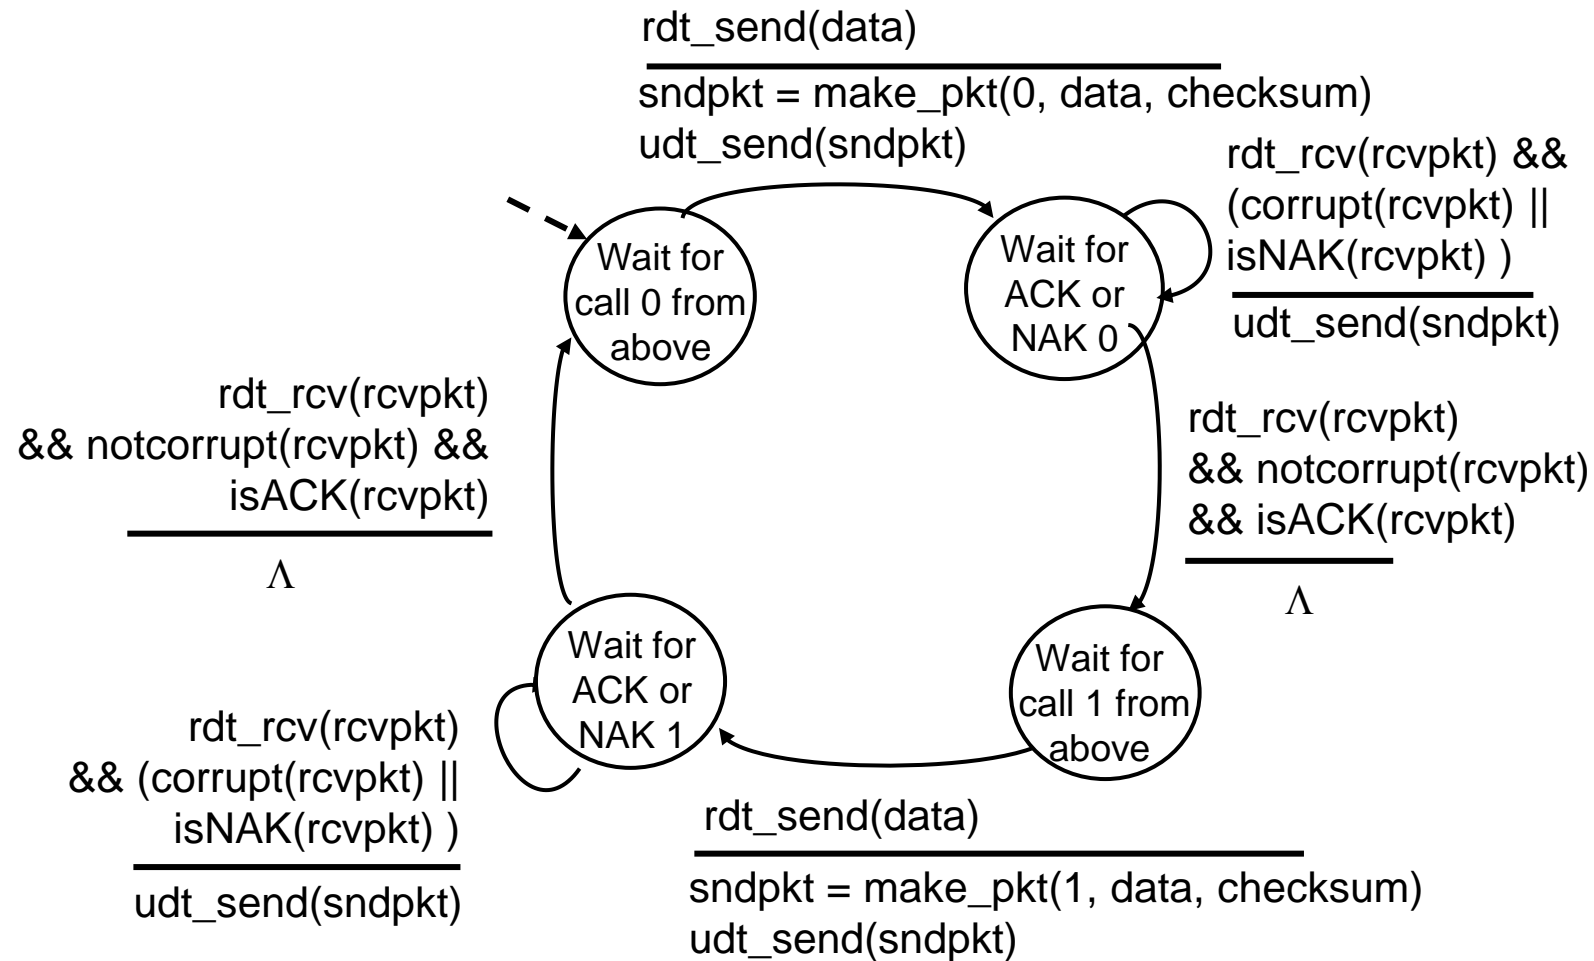 rdt_send(data)
sndpkt = make_pkt(0, data, checksum)
udt_send(sndpkt)
rdt_rcv(rcvpkt) &&
(corrupt(rcvpkt) ||
isNAK(rcvpkt) )
udt_send(sndpkt)
Wait for
call 0 from
above
Wait for
ACK or
NAK 0
rdt_rcv(rcvpkt)
&& notcorrupt(rcvpkt) &&
isACK(rcvpkt)
Λ
rdt_rcv(rcvpkt)
&& notcorrupt(rcvpkt)
&& isACK(rcvpkt)
Λ
Wait for
ACK or
NAK 1
Wait for
call 1 from
above
rdt_rcv(rcvpkt)
&& (corrupt(rcvpkt) ||
isNAK(rcvpkt) )
udt_send(sndpkt)
rdt_send(data)
sndpkt = make_pkt(1, data, checksum)
udt_send(sndpkt)